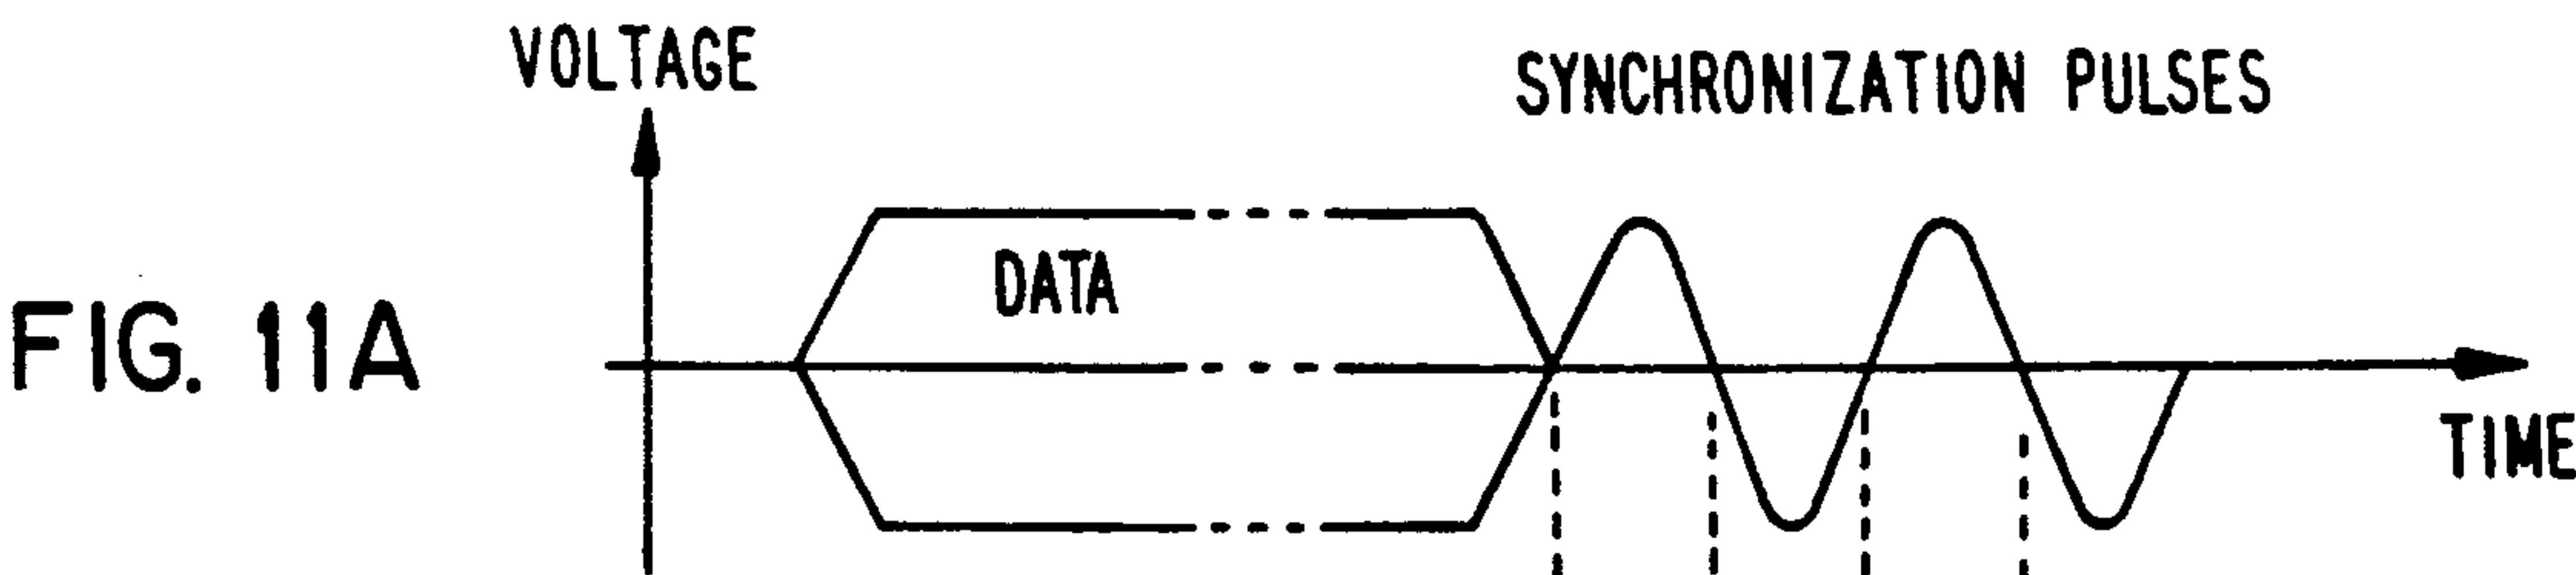 VOLTAGE
SYNCHRONIZATION PULSES
DATA
FIG. 11A
TIME